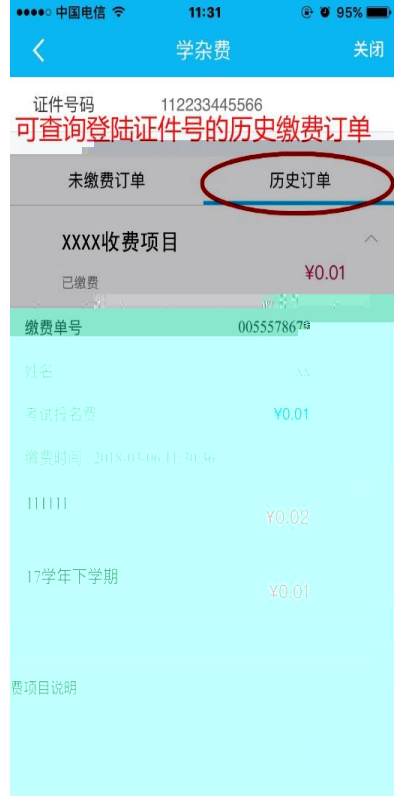 中国电信 11:31 95%
学杂费 关闭
证件号码 112233445566
可查询登陆证件号的历史缴费订单
未缴费订单 历史订单
XXXX收费项目
¥0.01
已缴费
缴费单号 0055578679
姓名 xx
考试报名费 ¥0.01
缴费时间 2018-03-06 11:30:36
111111
¥0.02
17学年下学期
¥0.01
费项目说明